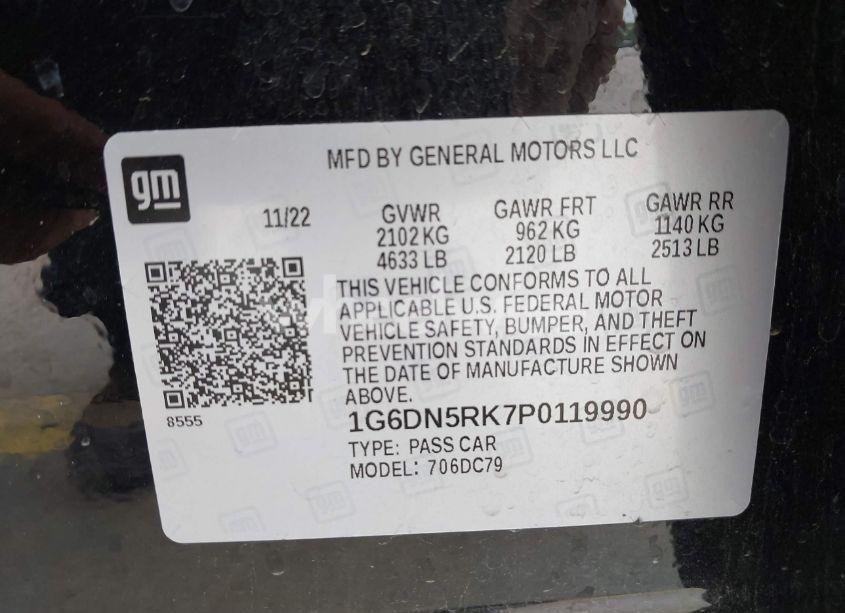 MFD BY GENERAL MOTORS LLC
gm
11/22 GVWR GAWR FRT GAWR RR
2102 KG 962 KG 1140 KG
4633 LB 2120 LB 2513 LB
THIS VEHICLE CONFORMS TO ALL
APPLICABLE U.S. FEDERAL MOTOR
VEHICLE SAFETY, BUMPER, AND THEFT
PREVENTION STANDARDS IN EFFECT ON
THE DATE OF MANUFACTURE SHOWN
ABOVE.
8555
1G6DN5RK7P0119990
TYPE: PASS CAR
MODEL: 706DC79